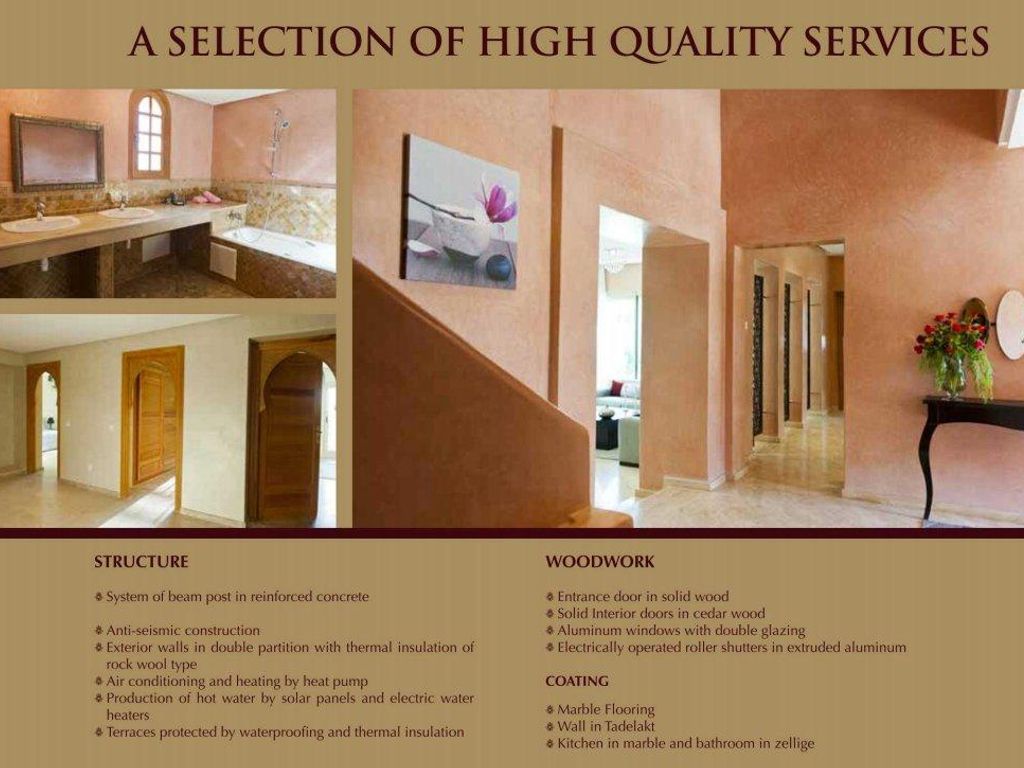 A SELECTION OF HIGH QUALITY SERVICES
STRUCTURE
System of beam post in reinforced concrete
Anti-seismic construction
Exterior walls in double partition with thermal insulation of
rock wool type
Air conditioning and heating by heat pump
Production of hot water by solar panels and electric water
heaters
Terraces protected by waterproofing and thermal insulation
WOODWORK
Entrance door in solid wood
Solid Interior doors in cedar wood
Aluminum windows with double glazing
Electrically operated roller shutters in extruded aluminum
COATING
Marble Flooring
Wall in Tadelakt
Kitchen in marble and bathroom in zellige